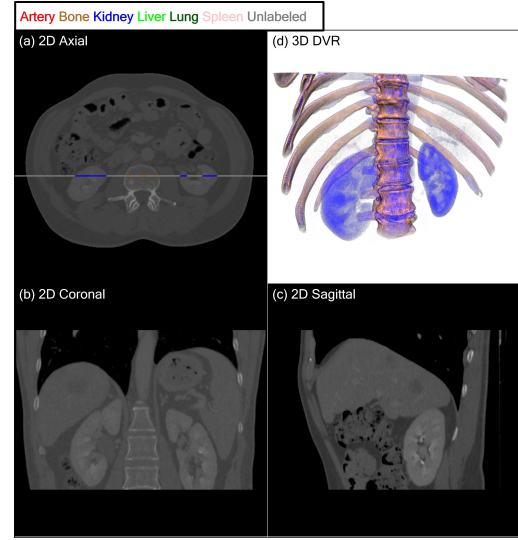 Artery Bone Kidney Liver Lung Spleen Unlabeled
(a) 2D Axial
(d) 3D DVR
(b) 2D Coronal
(c) 2D Sagittal